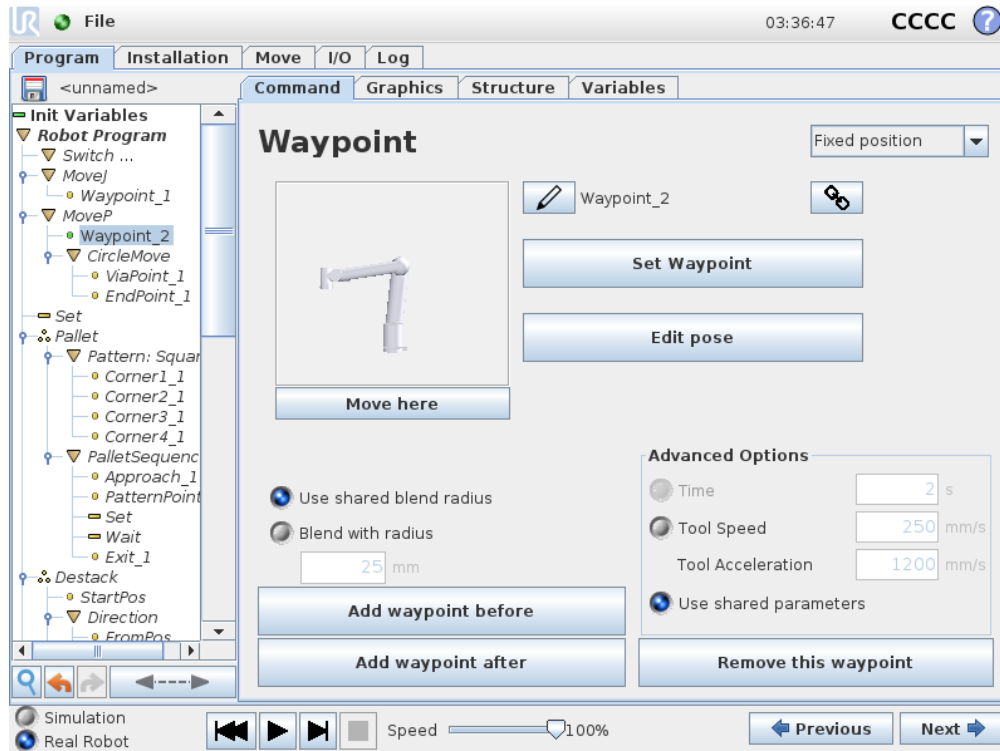 UR File 03:36:47 CCCC ?
Program Installation Move I/O Log
<unnamed>
Command Graphics Structure Variables
Init Variables
Robot Program
Switch ...
MoveJ
Waypoint_1
MoveP
Waypoint_2
CircleMove
ViaPoint_1
EndPoint_1
Set
Pallet
Pattern: Squar
Corner1_1
Corner2_1
Corner3_1
Corner4_1
PalletSequenc
Approach_1
PatternPoint
Set
Wait
Exit_1
Destack
StartPos
Direction
FromPos
Waypoint
Fixed position
Waypoint_2
Set Waypoint
Edit pose
Move here
Use shared blend radius
Blend with radius
25 mm
Advanced Options
Time 2 s
Tool Speed 250 mm/s
Tool Acceleration 1200 mm/s
Use shared parameters
Add waypoint before
Add waypoint after
Remove this waypoint
Simulation
Real Robot
Speed 100%
Previous
Next